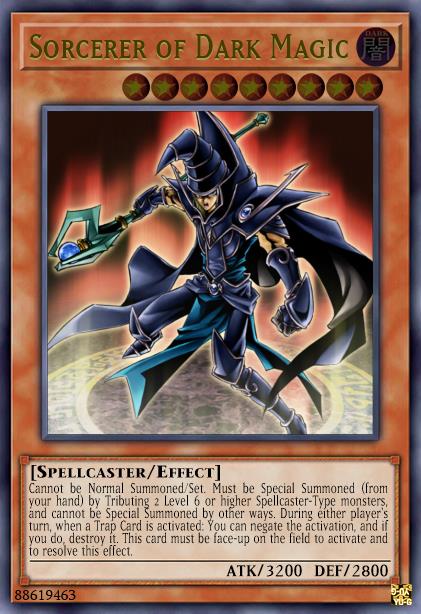 Sorcerer of Dark Magic
DARK
闇
[Spellcaster/Effect]
Cannot be Normal Summoned/Set. Must be Special Summoned (from
your hand) by Tributing 2 Level 6 or higher Spellcaster-Type monsters,
and cannot be Special Summoned by other ways. During either player's
turn, when a Trap Card is activated: You can negate the activation, and if
you do, destroy it. This card must be face-up on the field to activate and
to resolve this effect.
ATK/3200 DEF/2800
88619463